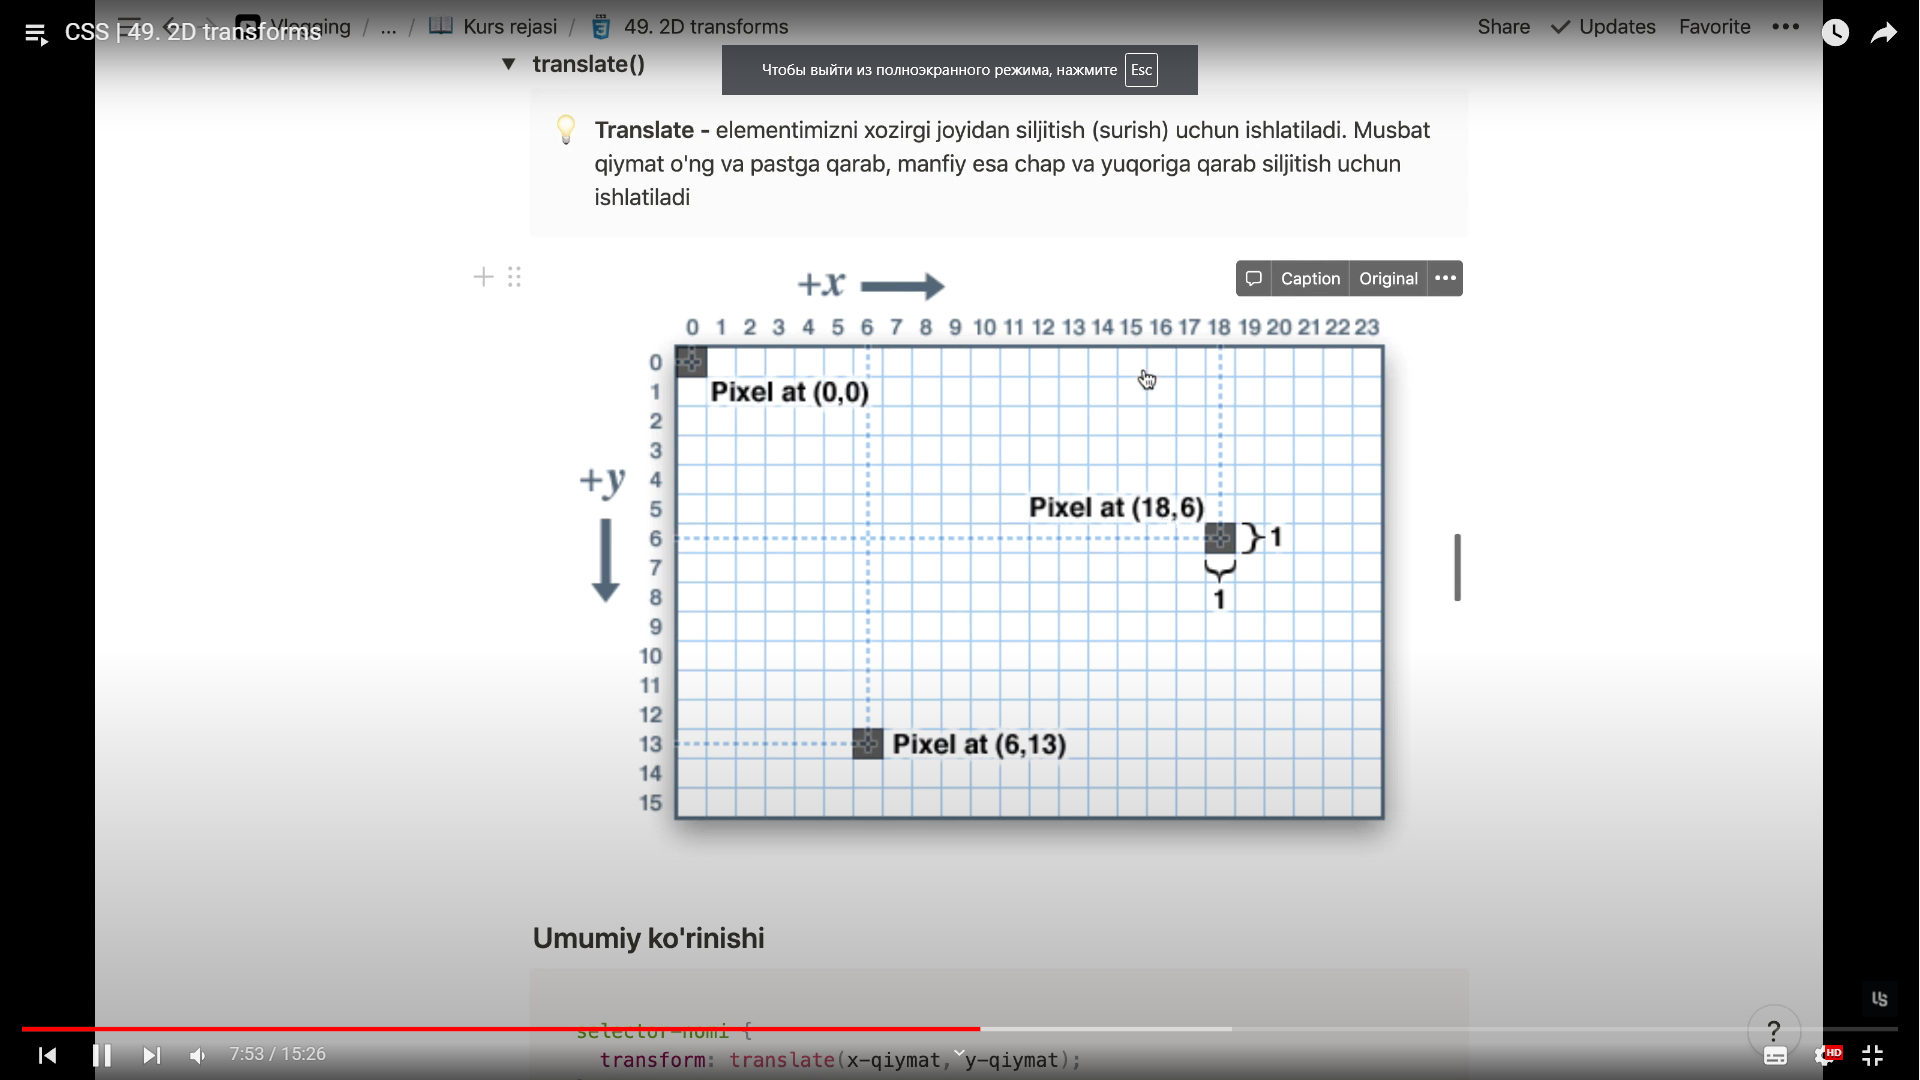 CSS | 49. 2D transforms
Vlogging / ... / Kurs rejasi / 49. 2D transforms
Share Updates Favorite
Чтобы выйти из полноэкранного режима, нажмите Esc
translate()
Translate - elementimizni xozirgi joyidan siljitish (surish) uchun ishlatiladi. Musbat
qiymat o'ng va pastga qarab, manfiy esa chap va yuqoriga qarab siljitish uchun
ishlatiladi
Caption Original
+x
0 1 2 3 4 5 6 7 8 9 10 11 12 13 14 15 16 17 18 19 20 21 22 23
0
Pixel at (0,0)
1
2
3
+y
4
5
Pixel at (18,6)
6
1
7
8
1
9
10
11
12
13
Pixel at (6,13)
14
15
Umumiy ko'rinishi
selector-nomi {
transform: translate(x-qiymat, y-qiymat);
7:53 / 15:26
?
HD